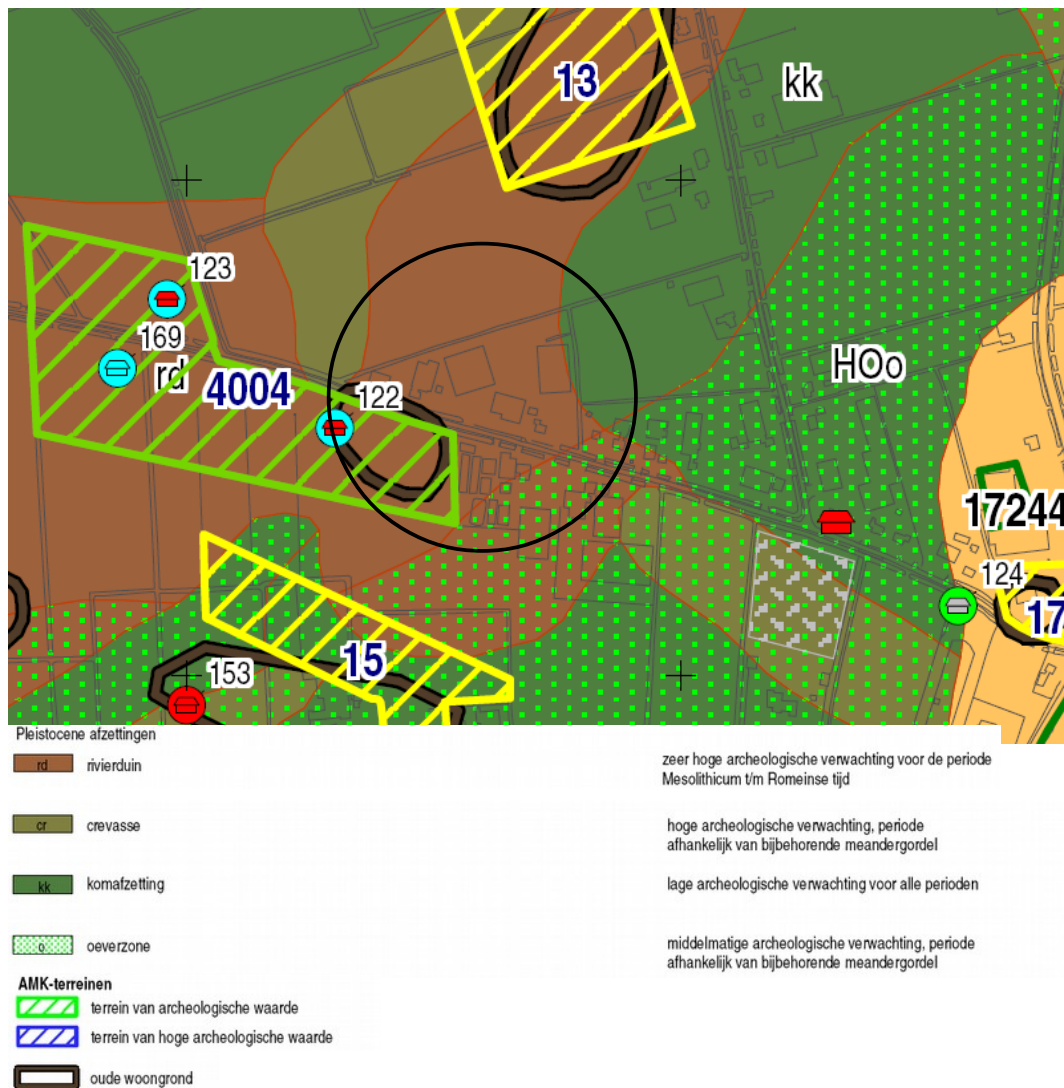 13
kk
123
169
rd
4004
122
HOo
17244
124
17
15
153
Pleistocene afzettingen
rd rivierduin zeer hoge archeologische verwachting voor de periode
Mesolithicum t/m Romeinse tijd
cr crevasse hoge archeologische verwachting, periode
afhankelijk van bijbehorende meandergordel
kk komafzetting lage archeologische verwachting voor alle perioden
o oeverzone middelmatige archeologische verwachting, periode
afhankelijk van bijbehorende meandergordel
AMK-terreinen
terrein van archeologische waarde
terrein van hoge archeologische waarde
oude woongrond